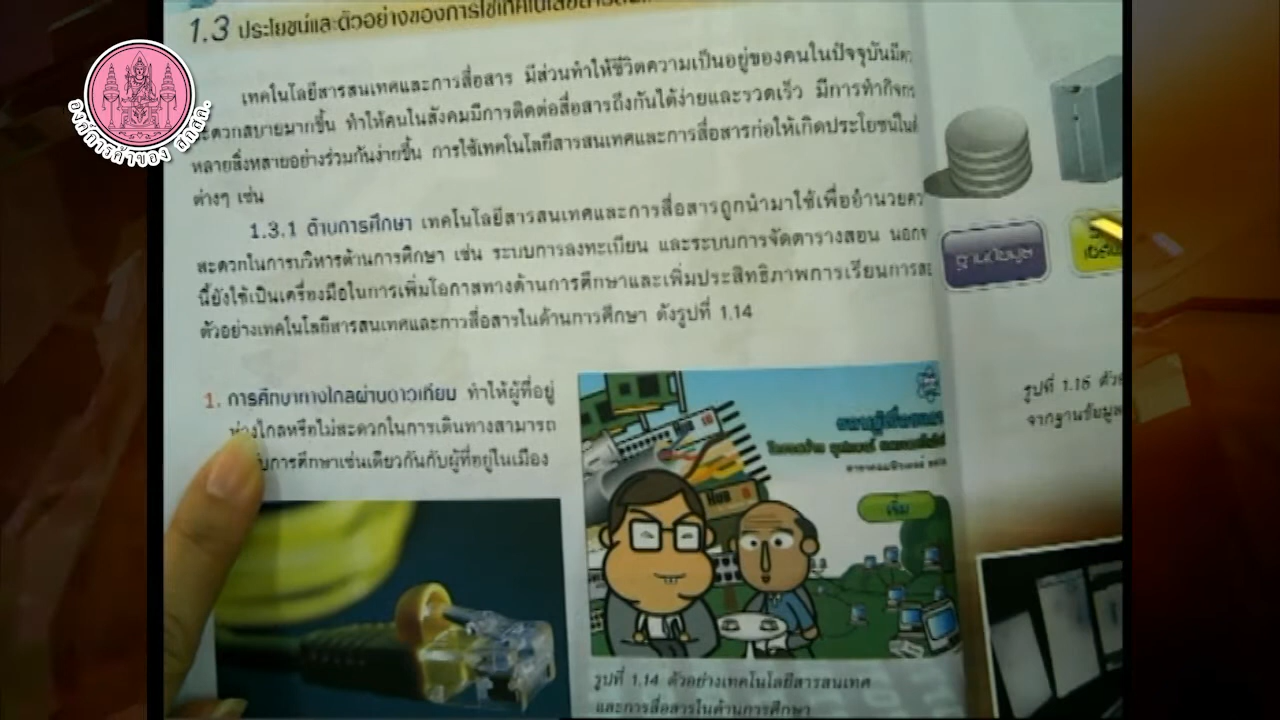 องค์การค้าของ สกสค.
1.3 ประโยชน์และตัวอย่างของการใช้เทคโนโลยีสารสน
เทคโนโลยีสารสนเทศและการสื่อสาร มีส่วนทำให้ชีวิตความเป็นอยู่ของคนในปัจจุบันมี
สะดวกสบายมากขึ้น ทำให้คนในสังคมมีการติดต่อสื่อสารถึงกันได้ง่ายและรวดเร็ว มีการทำกิจกร
หลายสิ่งหลายอย่างร่วมกันง่ายขึ้น การใช้เทคโนโลยีสารสนเทศและการสื่อสารก่อให้เกิดประโยชน์ใน
ต่างๆ เช่น
1.3.1 ด้านการศึกษา เทคโนโลยีสารสนเทศและการสื่อสารถูกนำมาใช้เพื่ออำนวยคว
สะดวกในการบริหารด้านการศึกษา เช่น ระบบการลงทะเบียน และระบบการจัดตารางสอน นอกจ
นี้ยังใช้เป็นเครื่องมือในการเพิ่มโอกาสทางด้านการศึกษาและเพิ่มประสิทธิภาพการเรียนการส
ตัวอย่างเทคโนโลยีสารสนเทศและการสื่อสารในด้านการศึกษา ดังรูปที่ 1.14
1. การศึกษาทางไกลผ่านดาวเทียม ทำให้ผู้ที่อยู่
ห่างไกลหรือไม่สะดวกในการเดินทางสามารถ
รับการศึกษาเช่นเดียวกันกับผู้ที่อยู่ในเมือง
Hub
เริ่ม
รูปที่ 1.14 ตัวอย่างเทคโนโลยีสารสนเทศ
และการสื่อสารในด้านการศึกษา
ฐานข้อมูล
รูปที่ 1.16 ตัวอ
จากฐานข้อมูล